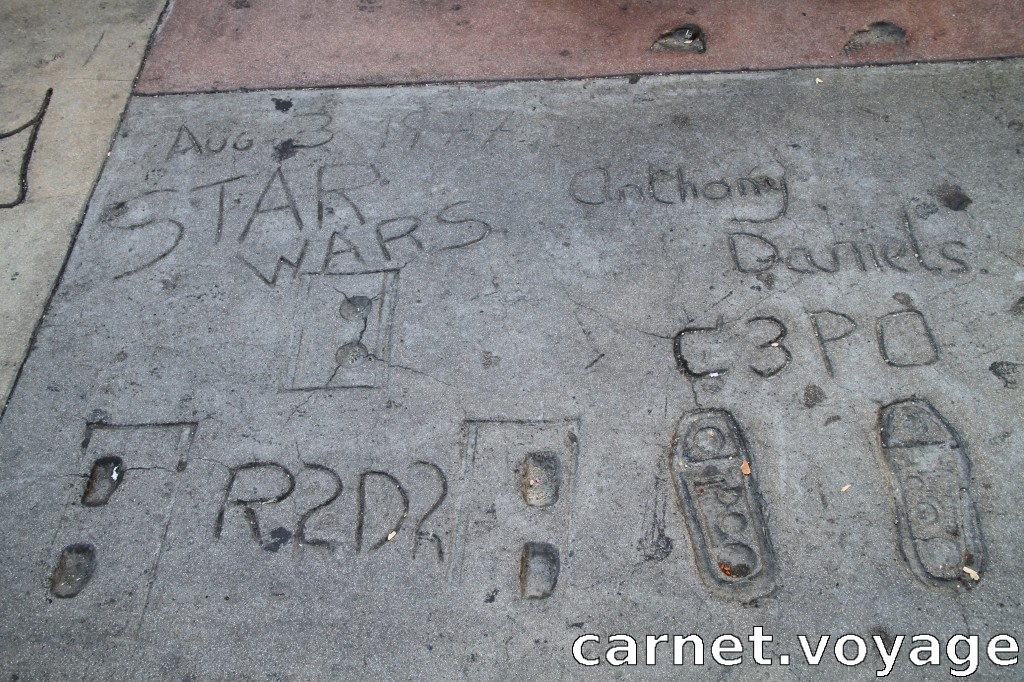 Aug 3 1977
STAR
WARS
Anthony
Daniels
C3PO
R2D2
carnet.voyage